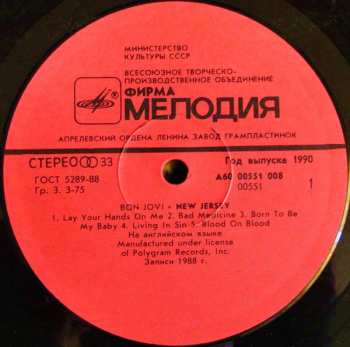 МИНИСТЕРСТВО
КУЛЬТУРЫ СССР
ВСЕСОЮЗНОЕ ТВОРЧЕСКО-
ПРОИЗВОДСТВЕННОЕ ОБЪЕДИНЕНИЕ
ФИРМА
МЕЛОДИЯ
АПРЕЛЕВСКИЙ ОРДЕНА ЛЕНИНА ЗАВОД ГРАМПЛАСТИНОК
СТЕРЕО 33
Год выпуска 1990
ГОСТ 5289-88
А60 00551 008
Гр. 3. 3-75
00551
1
BON JOVI • NEW JERSEY
1. Lay Your Hands On Me 2. Bad Medicine 3. Born To Be
My Baby 4. Living In Sin 5. Blood On Blood
На английском языке
Manufactured under license
of Polygram Records, Inc.
Записи 1988 г.